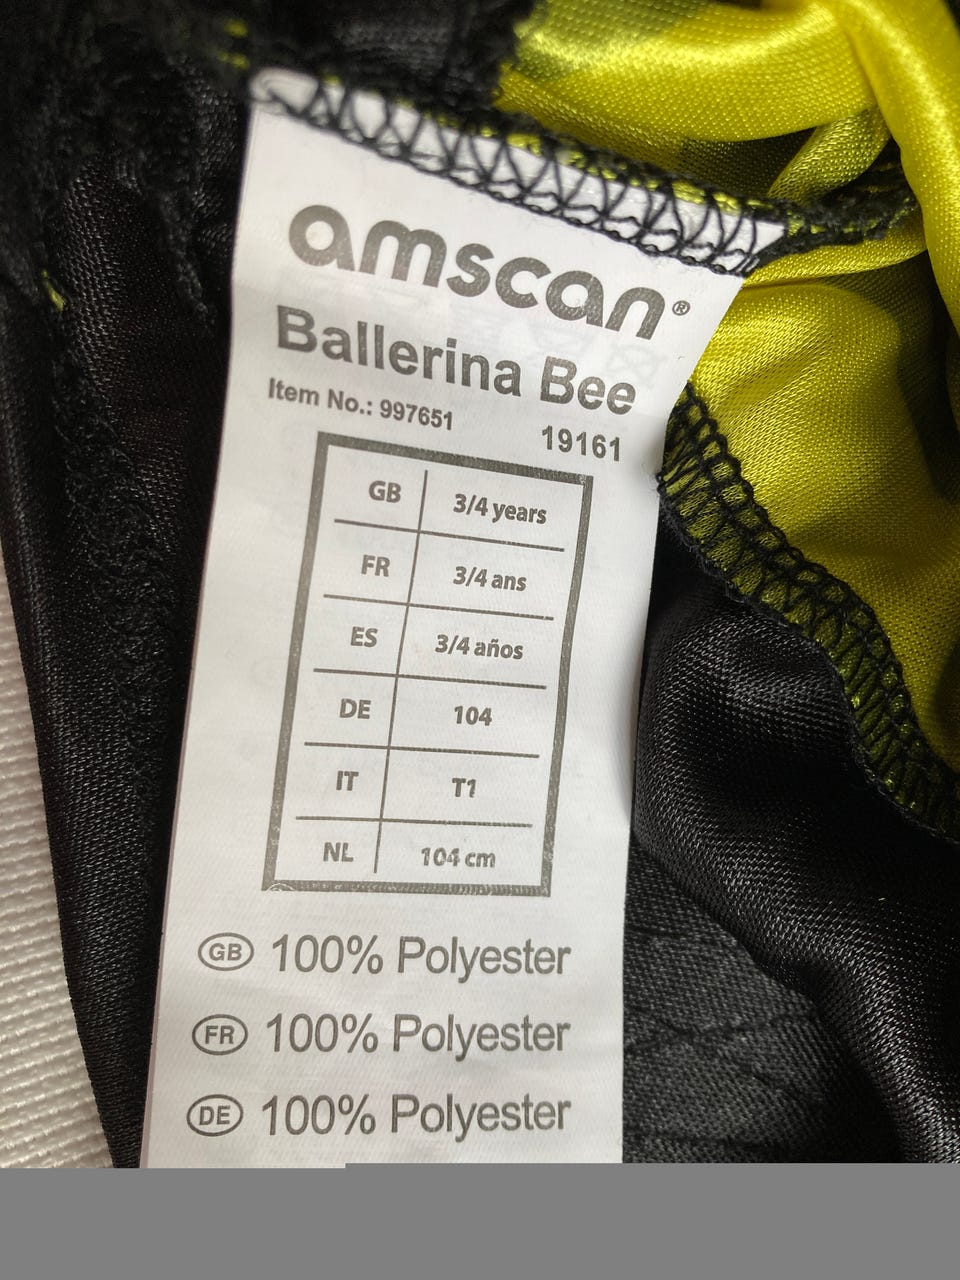 amscan®
Ballerina Bee
Item No.: 997651
19161
GB 3/4 years
FR 3/4 ans
ES 3/4 años
DE 104
IT T1
NL 104 cm
GB 100% Polyester
FR 100% Polyester
DE 100% Polyester